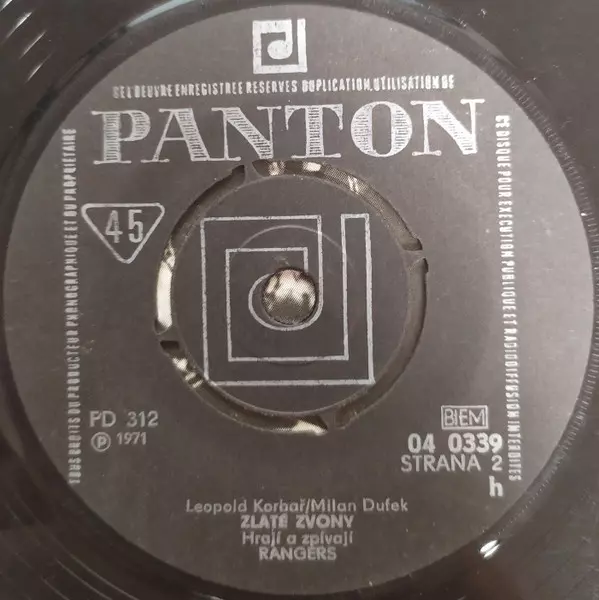 DE L'OEUVRE ENREGISTREE RESERVES DUPLICATION, UTILISATION DE
PANTON
TOUS DROITS DU PRODUCTEUR PHONOGRAPHIQUE ET DU PROPRIETAIRE
CE DISQUE POUR EXECUTION PUBLIQUE ET RADIODIFFUSION INTERDITES
45
PD 312
℗ 1971
BIEM
04 0339
STRANA 2
h
Leopold Korbař/Milan Dufek
ZLATÉ ZVONY
Hrají a zpívají
RANGERS